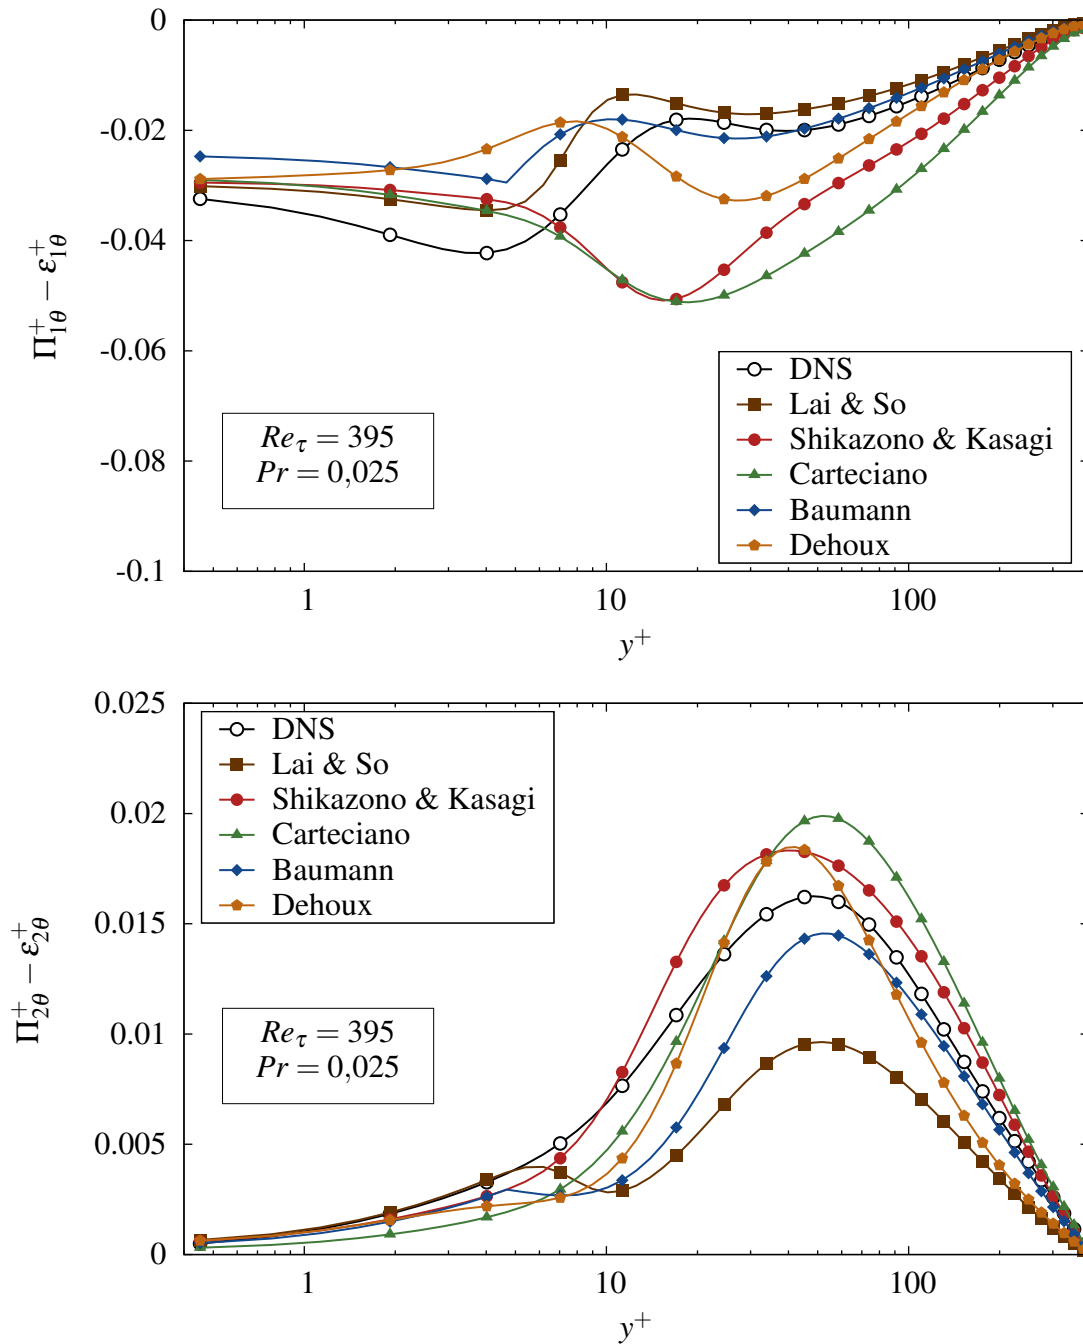 0
-0.02
-0.04
-0.06
-0.08
-0.1
Π⁺₁θ − ε⁺₁θ
DNS
Lai & So
Shikazono & Kasagi
Carteciano
Baumann
Dehoux
Re_τ = 395
Pr = 0,025
1 10 100
y⁺
0.025
0.02
0.015
0.01
0.005
0
Π⁺₂θ − ε⁺₂θ
DNS
Lai & So
Shikazono & Kasagi
Carteciano
Baumann
Dehoux
Re_τ = 395
Pr = 0,025
1 10 100
y⁺